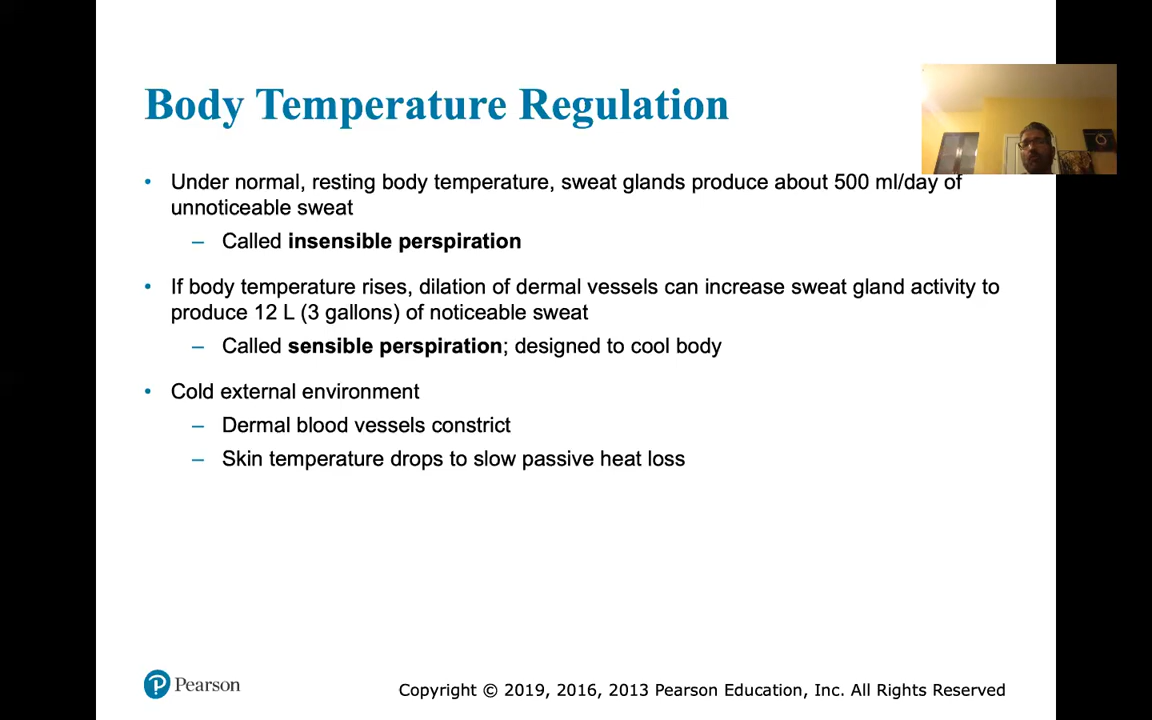 Body Temperature Regulation
• Under normal, resting body temperature, sweat glands produce about 500 ml/day of
unnoticeable sweat
– Called insensible perspiration
• If body temperature rises, dilation of dermal vessels can increase sweat gland activity to
produce 12 L (3 gallons) of noticeable sweat
– Called sensible perspiration; designed to cool body
• Cold external environment
– Dermal blood vessels constrict
– Skin temperature drops to slow passive heat loss
P Pearson
Copyright © 2019, 2016, 2013 Pearson Education, Inc. All Rights Reserved